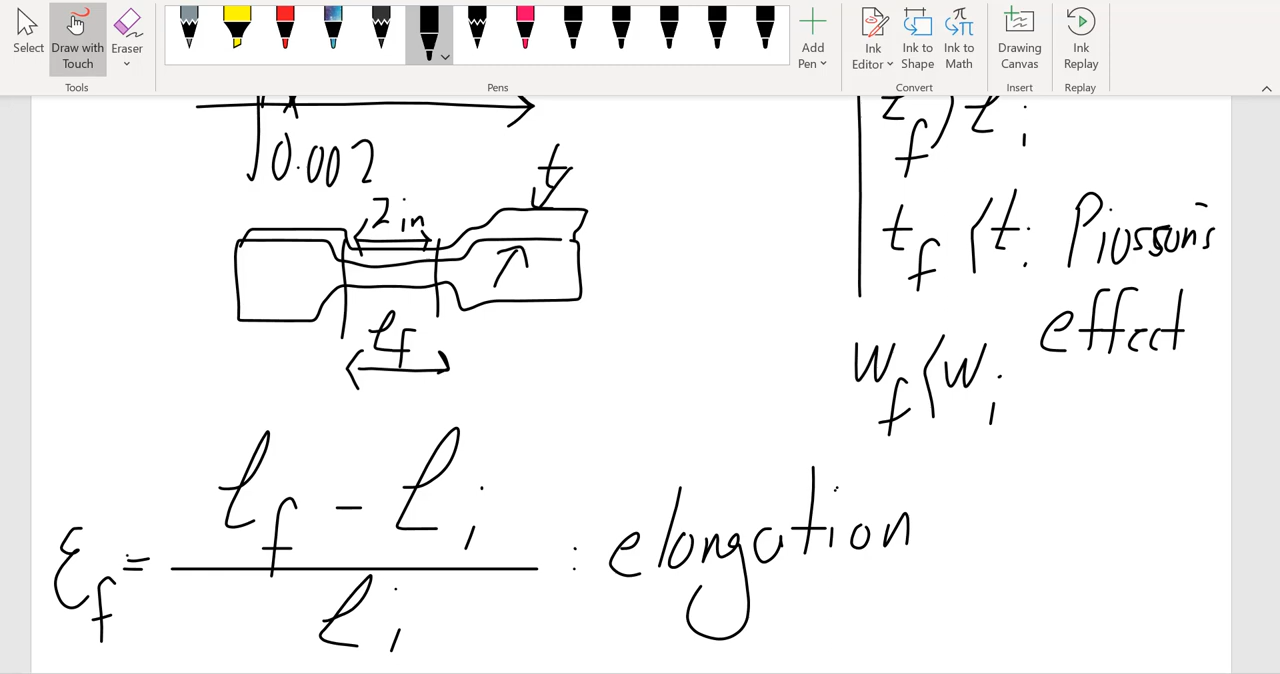 Select
Draw with Touch
Eraser
Tools
Pens
Add Pen
Ink Editor
Ink to Shape
Ink to Math
Convert
Drawing Canvas
Insert
Ink Replay
Replay
0.002
t
2 in
lf
lf > li
tf < ti Piossons effect
wf < wi
εf = lf - li / li : elongation